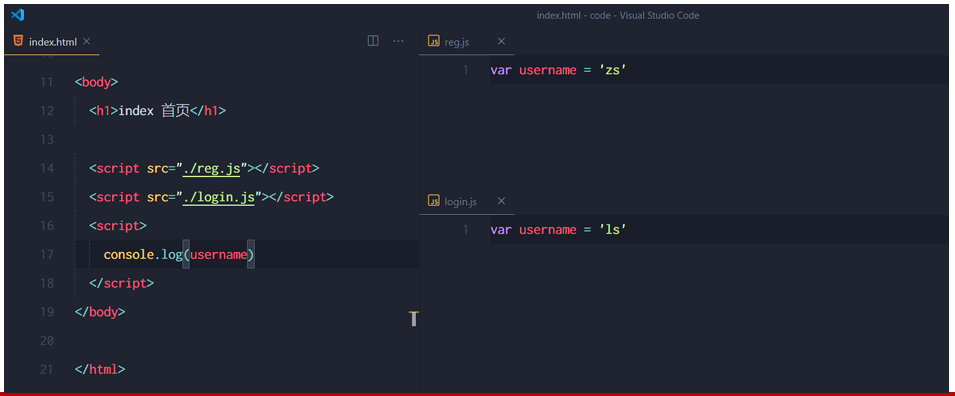 index.html - code - Visual Studio Code
index.html
11 <body>
12 <h1>index 首页</h1>
13
14 <script src="./reg.js"></script>
15 <script src="./login.js"></script>
16 <script>
17 console.log(username)
18 </script>
19 </body>
20
21 </html>
reg.js
1 var username = 'zs'
login.js
1 var username = 'ls'